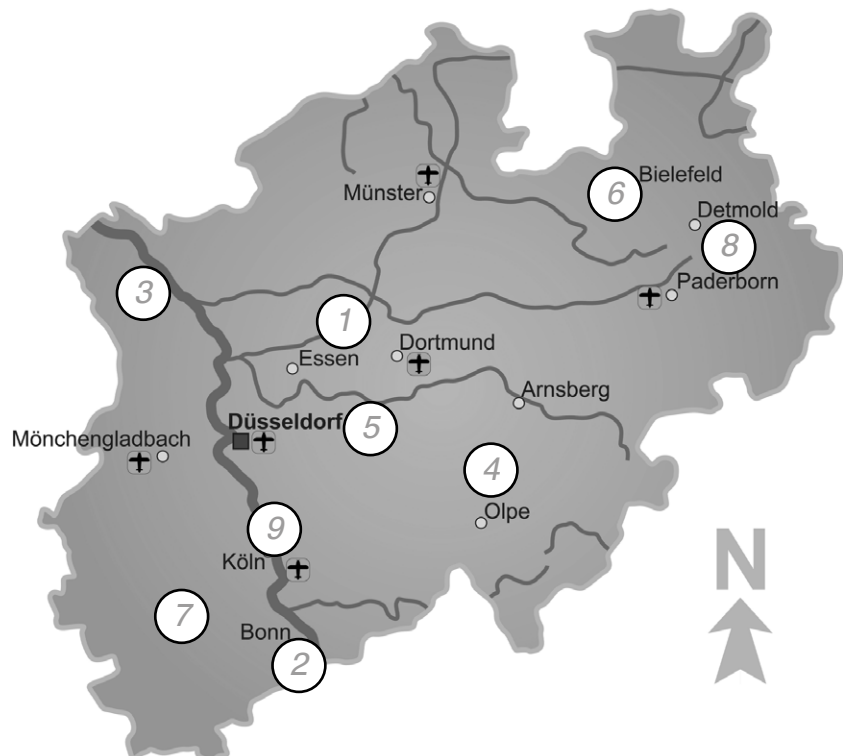 Bielefeld
6
Münster
Detmold
8
Paderborn
3
1
Dortmund
Essen
Arnsberg
Düsseldorf
5
Mönchengladbach
4
Olpe
9
Köln
N
7
Bonn
2